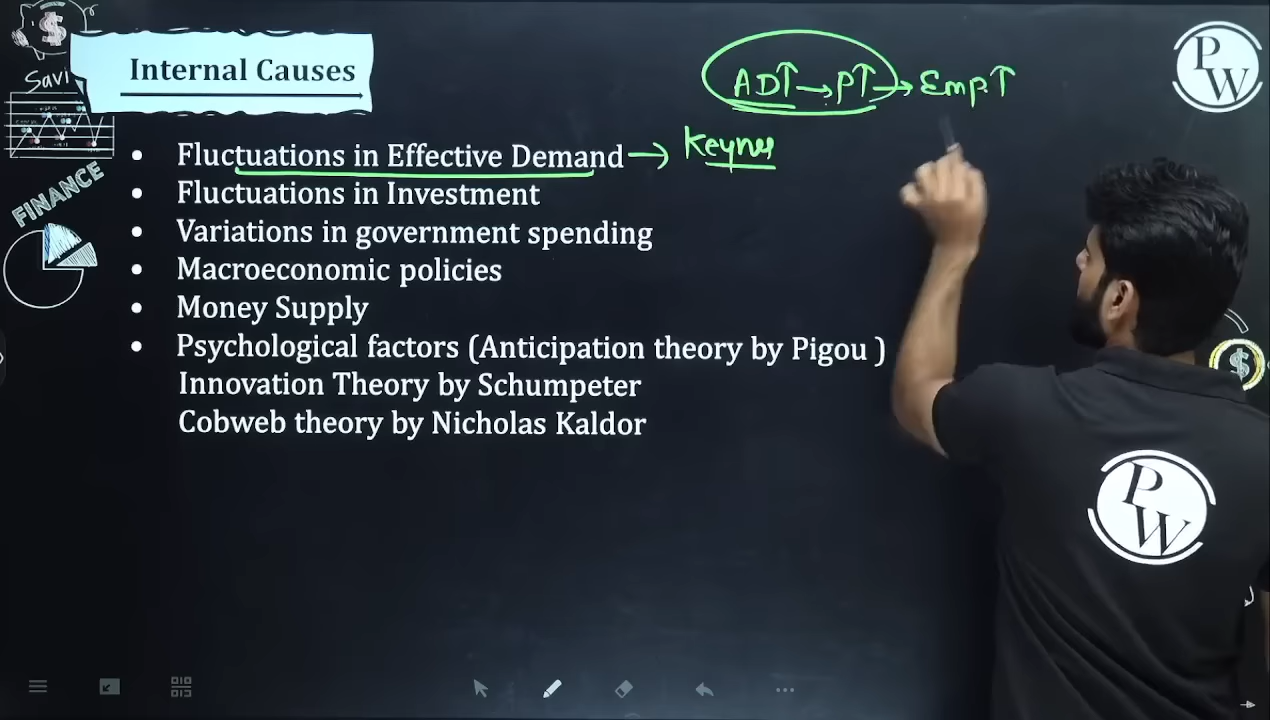 Internal Causes
AD↑ → P↑ → Emp↑
P
W
Savi
FINANCE
• Fluctuations in Effective Demand → Keynes
• Fluctuations in Investment
• Variations in government spending
• Macroeconomic policies
• Money Supply
• Psychological factors (Anticipation theory by Pigou )
Innovation Theory by Schumpeter
Cobweb theory by Nicholas Kaldor
P
W